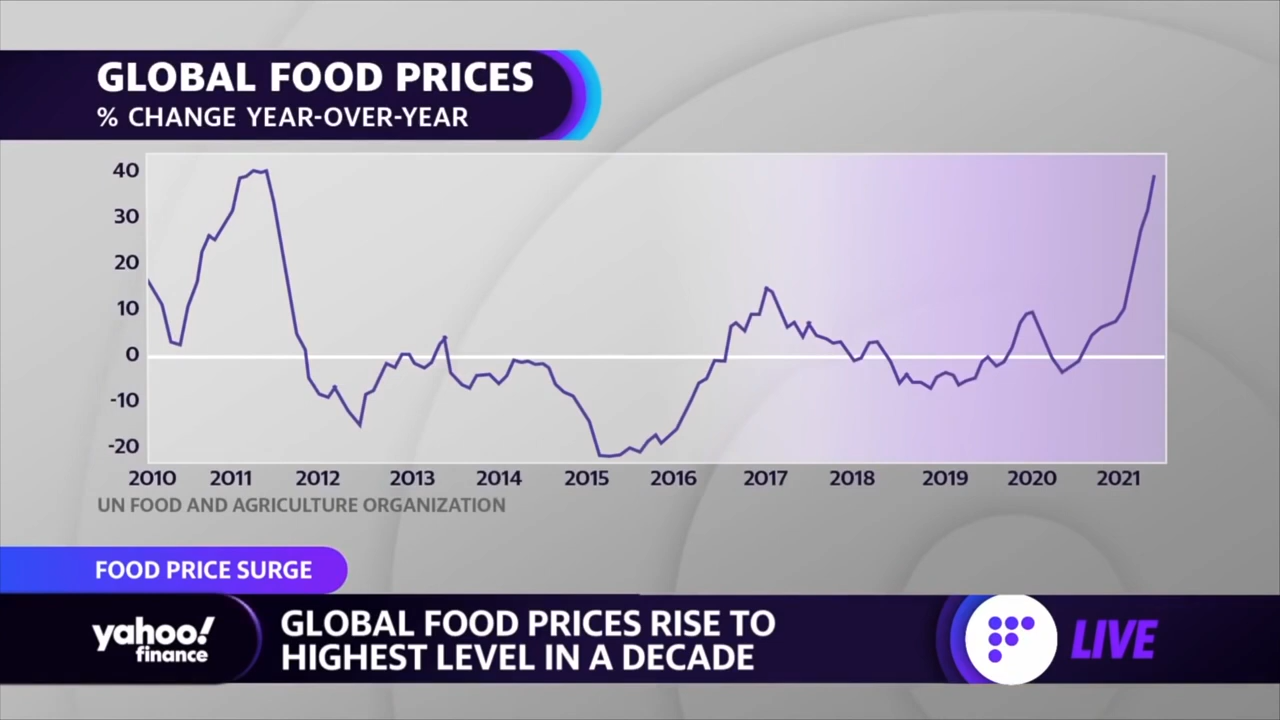 GLOBAL FOOD PRICES
% CHANGE YEAR-OVER-YEAR
40
30
20
10
0
-10
-20
2010 2011 2012 2013 2014 2015 2016 2017 2018 2019 2020 2021
UN FOOD AND AGRICULTURE ORGANIZATION
FOOD PRICE SURGE
yahoo!
finance
GLOBAL FOOD PRICES RISE TO
HIGHEST LEVEL IN A DECADE
LIVE